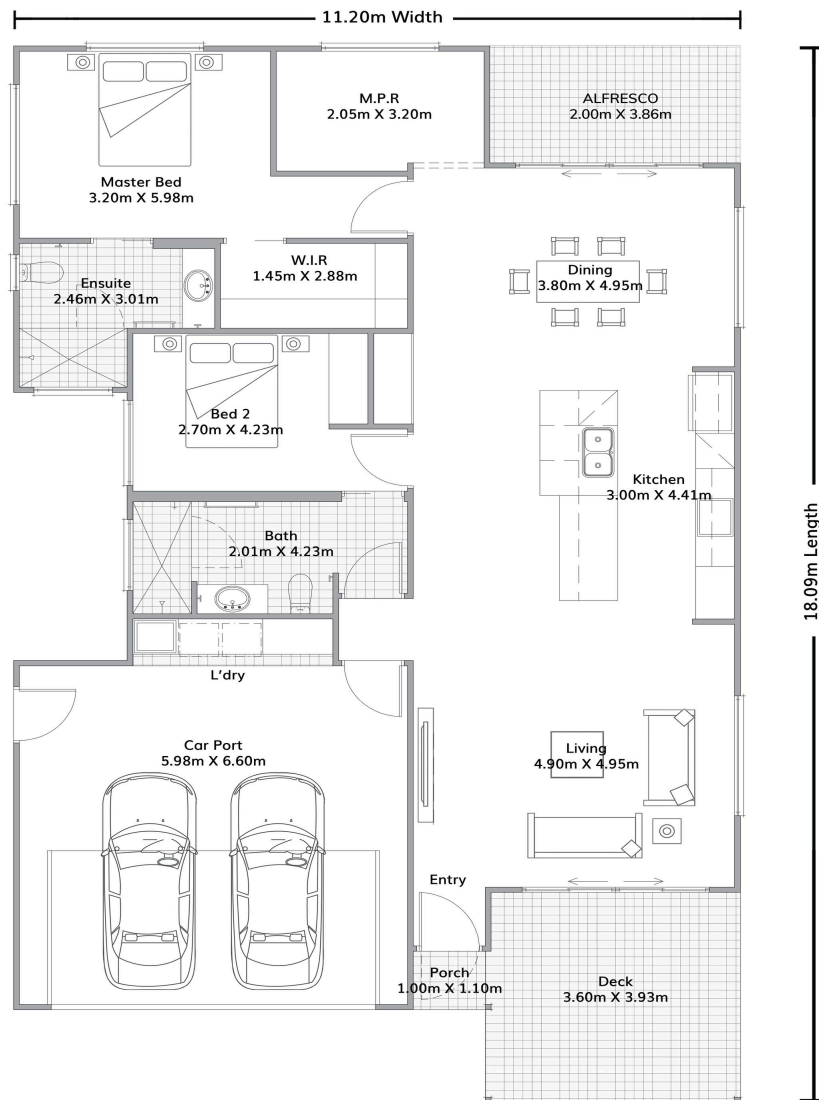 11.20m Width
M.P.R
2.05m X 3.20m
ALFRESCO
2.00m X 3.86m
Master Bed
3.20m X 5.98m
W.I.R
1.45m X 2.88m
Ensuite
2.46m X 3.01m
Dining
3.80m X 4.95m
Bed 2
2.70m X 4.23m
Kitchen
3.00m X 4.41m
Bath
2.01m X 4.23m
18.09m Length
L'dry
Car Port
5.98m X 6.60m
Living
4.90m X 4.95m
Entry
Porch
1.00m X 1.10m
Deck
3.60m X 3.93m